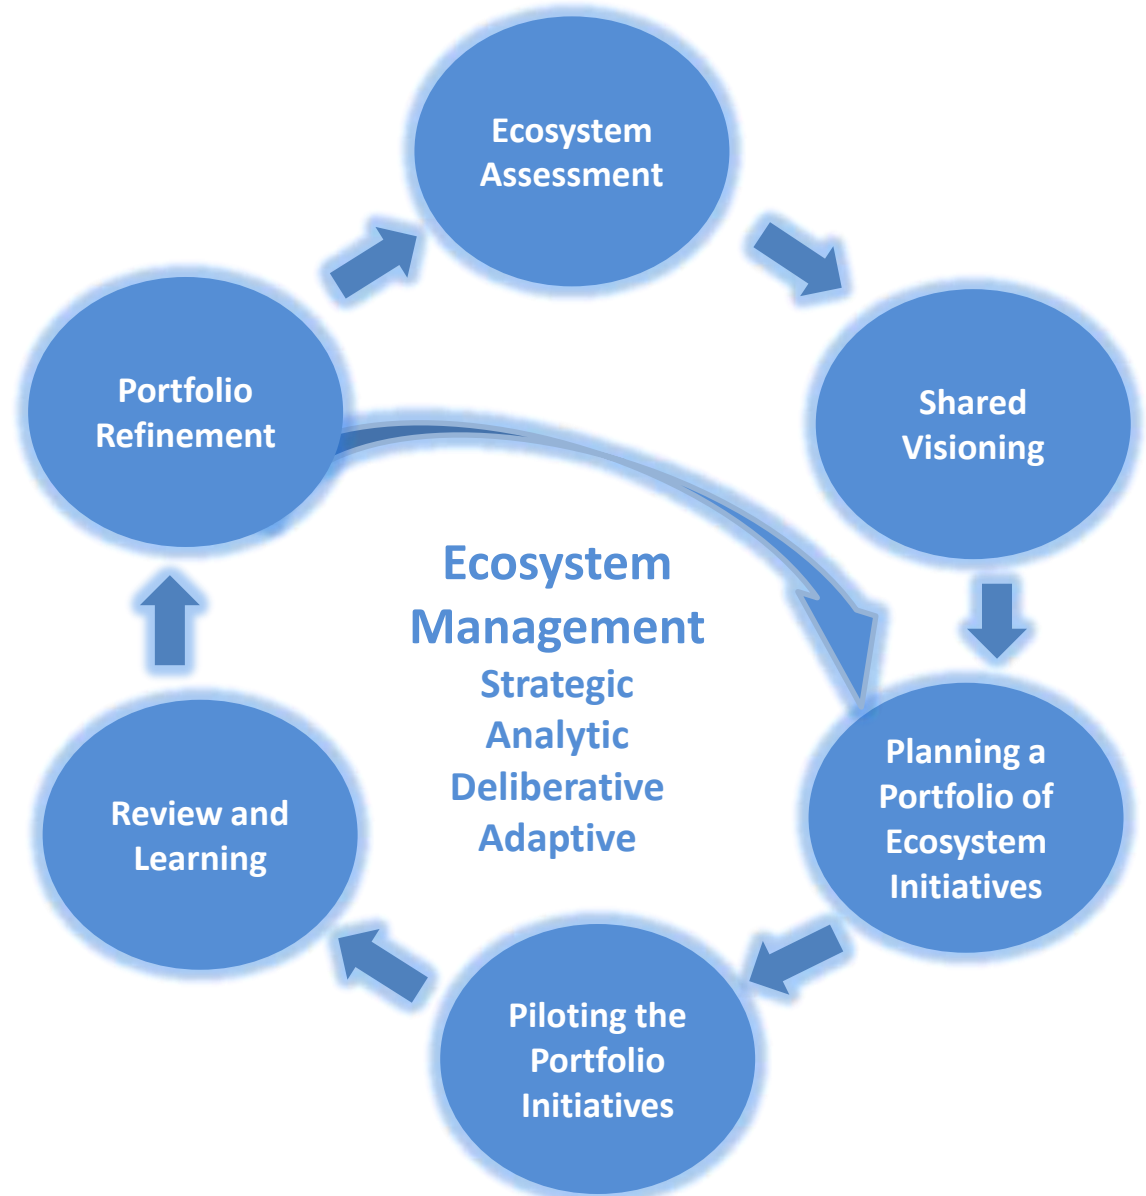 Ecosystem
Assessment
Shared
Visioning
Planning a
Portfolio of
Ecosystem
Initiatives
Piloting the
Portfolio
Initiatives
Review and
Learning
Portfolio
Refinement
Ecosystem
Management
Strategic
Analytic
Deliberative
Adaptive